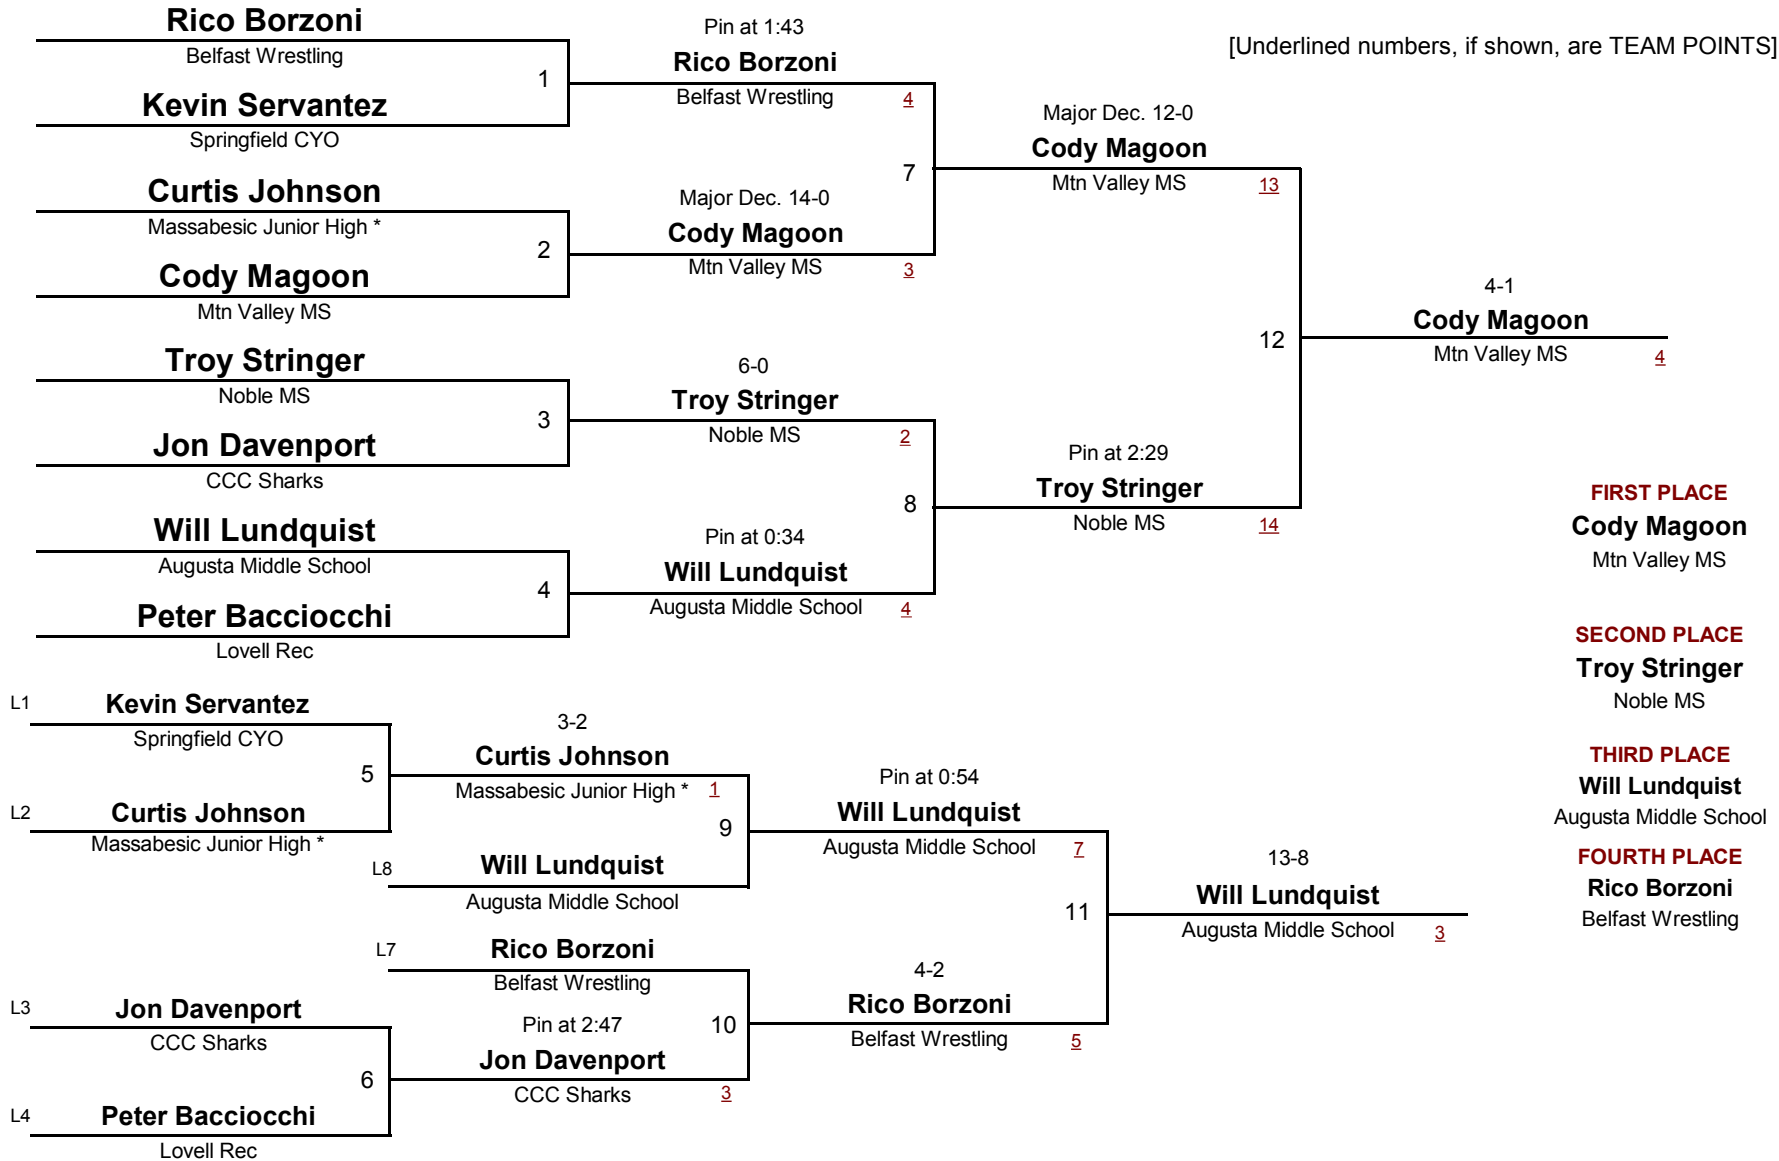 Rico Borzoni
Belfast Wrestling
1
Kevin Servantez
Springfield CYO
Curtis Johnson
Massabesic Junior High *
2
Cody Magoon
Mtn Valley MS
Troy Stringer
Noble MS
3
Jon Davenport
CCC Sharks
Will Lundquist
Augusta Middle School
4
Peter Bacciocchi
Lovell Rec
Pin at 1:43
Rico Borzoni
Belfast Wrestling 4
7
Major Dec. 14-0
Cody Magoon
Mtn Valley MS 3
6-0
Troy Stringer
Noble MS 2
8
Pin at 0:34
Will Lundquist
Augusta Middle School 4
[Underlined numbers, if shown, are TEAM POINTS]
Major Dec. 12-0
Cody Magoon
Mtn Valley MS 13
12
Pin at 2:29
Troy Stringer
Noble MS 14
4-1
Cody Magoon
Mtn Valley MS 4
L1 Kevin Servantez
Springfield CYO
5
L2 Curtis Johnson
Massabesic Junior High *
3-2
Curtis Johnson
Massabesic Junior High * 1
9
L8 Will Lundquist
Augusta Middle School
L7 Rico Borzoni
Belfast Wrestling
10
L3 Jon Davenport
CCC Sharks
6
L4 Peter Bacciocchi
Lovell Rec
Pin at 2:47
Jon Davenport
CCC Sharks 3
Pin at 0:54
Will Lundquist
Augusta Middle School 7
11
4-2
Rico Borzoni
Belfast Wrestling 5
13-8
Will Lundquist
Augusta Middle School 3
FIRST PLACE
Cody Magoon
Mtn Valley MS
SECOND PLACE
Troy Stringer
Noble MS
THIRD PLACE
Will Lundquist
Augusta Middle School
FOURTH PLACE
Rico Borzoni
Belfast Wrestling